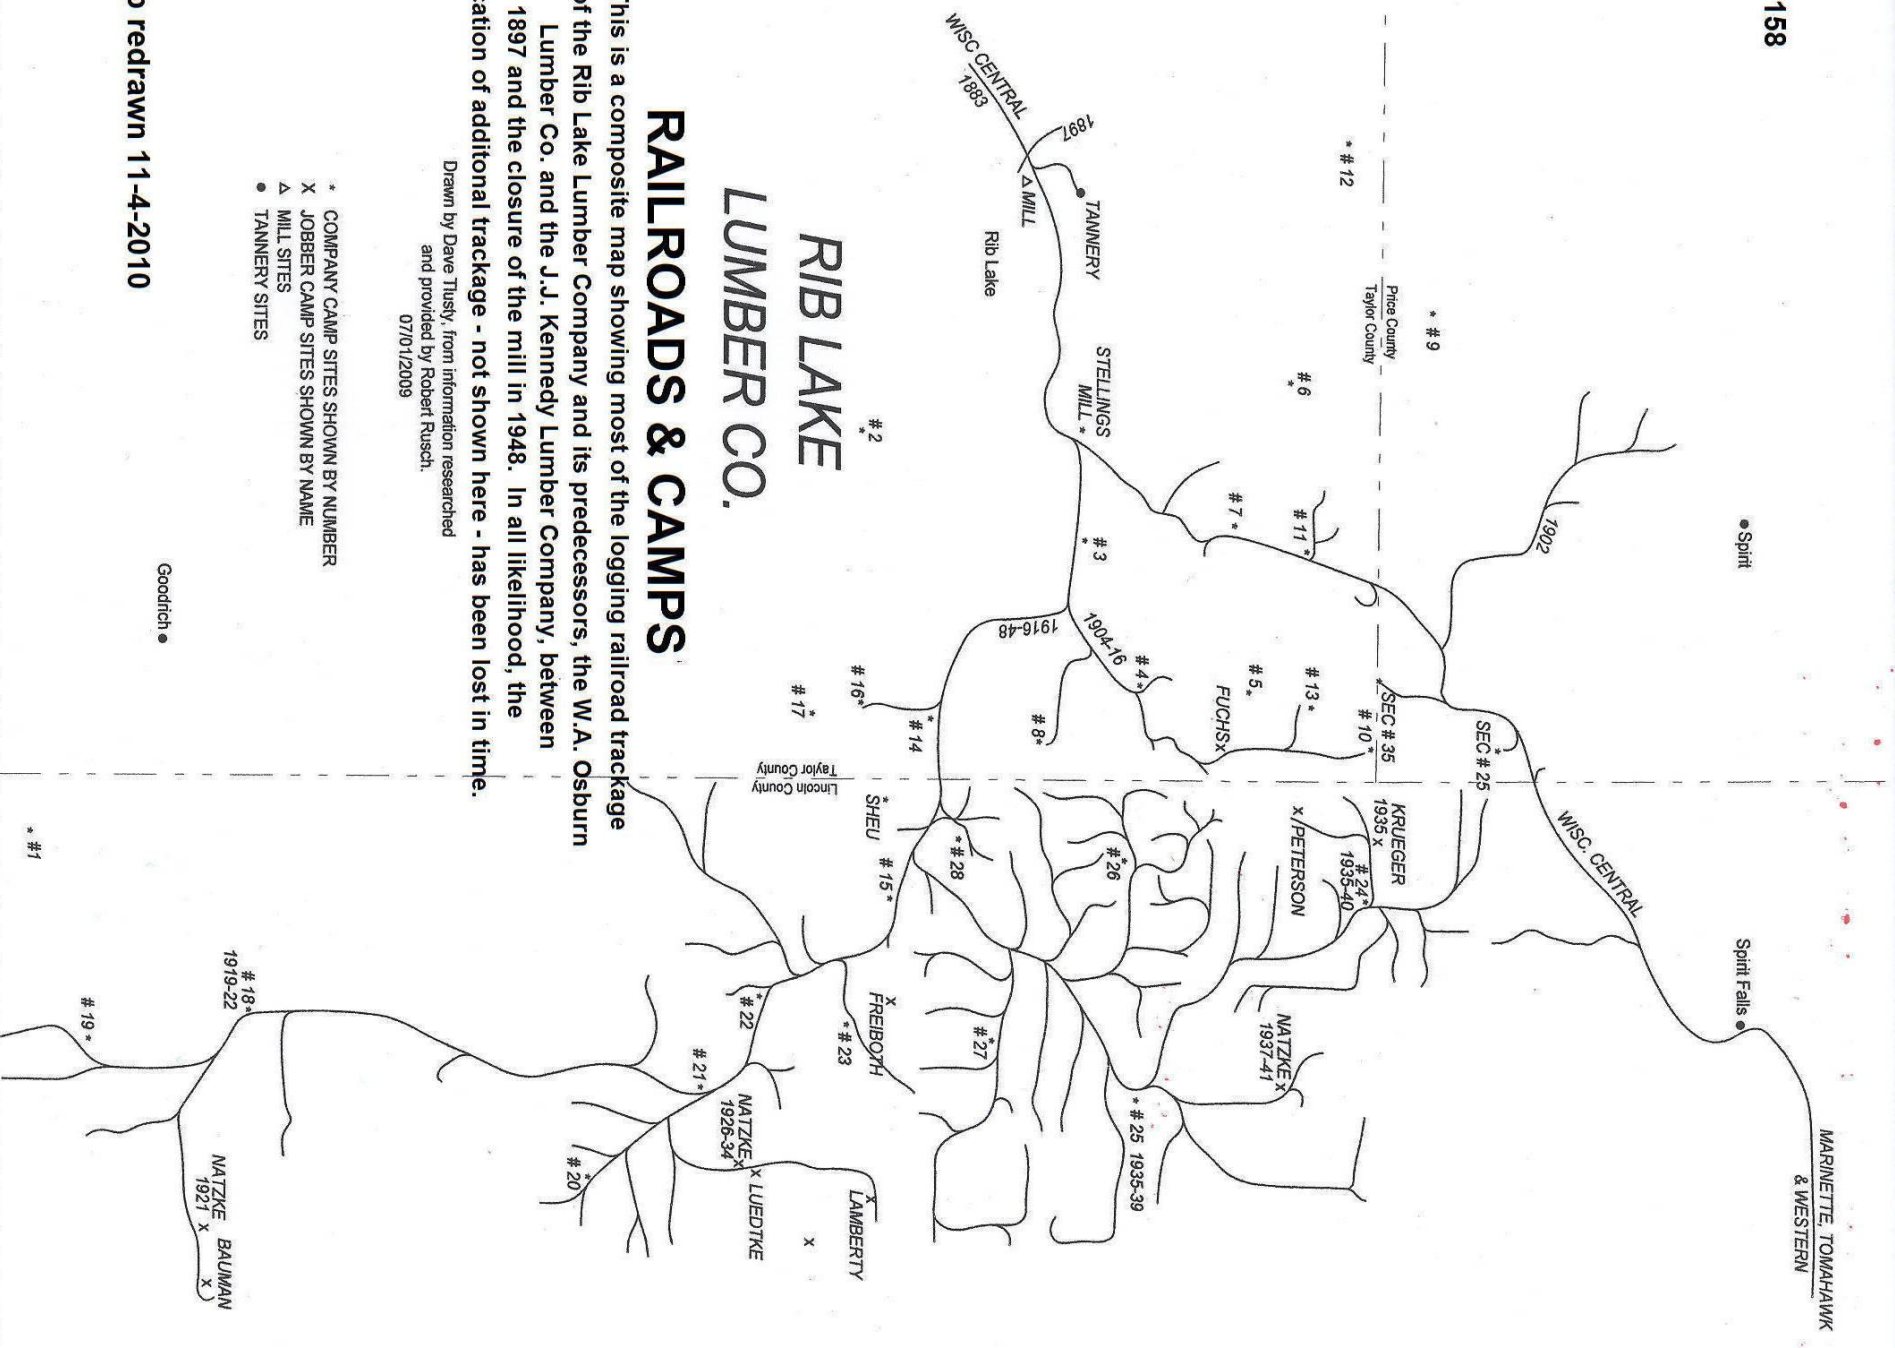 158
MARINETTE, TOMAHAWK
& WESTERN
Spirit
Spirit Falls
WISC. CENTRAL
1902
SEC # 25
# 9
Price County
Taylor County
# 12
SEC # 35
# 10
KRUEGER
1935
# 24
1935-40
# 6
# 11
# 13
PETERSON
NATZKE
1937-41
# 7
# 5
FUCHS
# 4
1904-16
# 26
# 25 1935-39
1897
TANNERY
STELLINGS
MILL
# 3
# 8
MILL
Rib Lake
1916-48
WISC CENTRAL
1883
# 27
# 28
# 14
# 2
# 16
# 15
SHEU
FREIBOTH
# 23
LAMBERTY
# 17
Lincoln County
Taylor County
# 22
NATZKE
1926-34
LUEDTKE
# 21
# 20
RIB LAKE
LUMBER CO.
RAILROADS & CAMPS
This is a composite map showing most of the logging railroad trackage
of the Rib Lake Lumber Company and its predecessors, the W.A. Osburn
Lumber Co. and the J.J. Kennedy Lumber Company, between
1897 and the closure of the mill in 1948. In all likelihood, the
cation of additonal trackage - not shown here - has been lost in time.
Drawn by Dave Tlusty, from information researched
and provided by Robert Rusch.
07/01/2009
* COMPANY CAMP SITES SHOWN BY NUMBER
X JOBBER CAMP SITES SHOWN BY NAME
△ MILL SITES
● TANNERY SITES
# 18
1919-22
# 19
NATZKE
1921
BAUMAN
Goodrich
#1
redrawn 11-4-2010